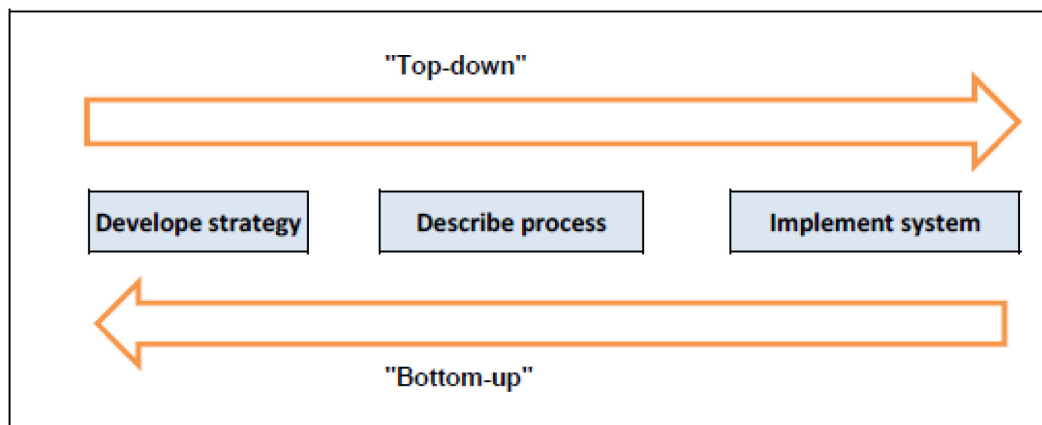 "Top-down"
Develope strategy
Describe process
Implement system
"Bottom-up"